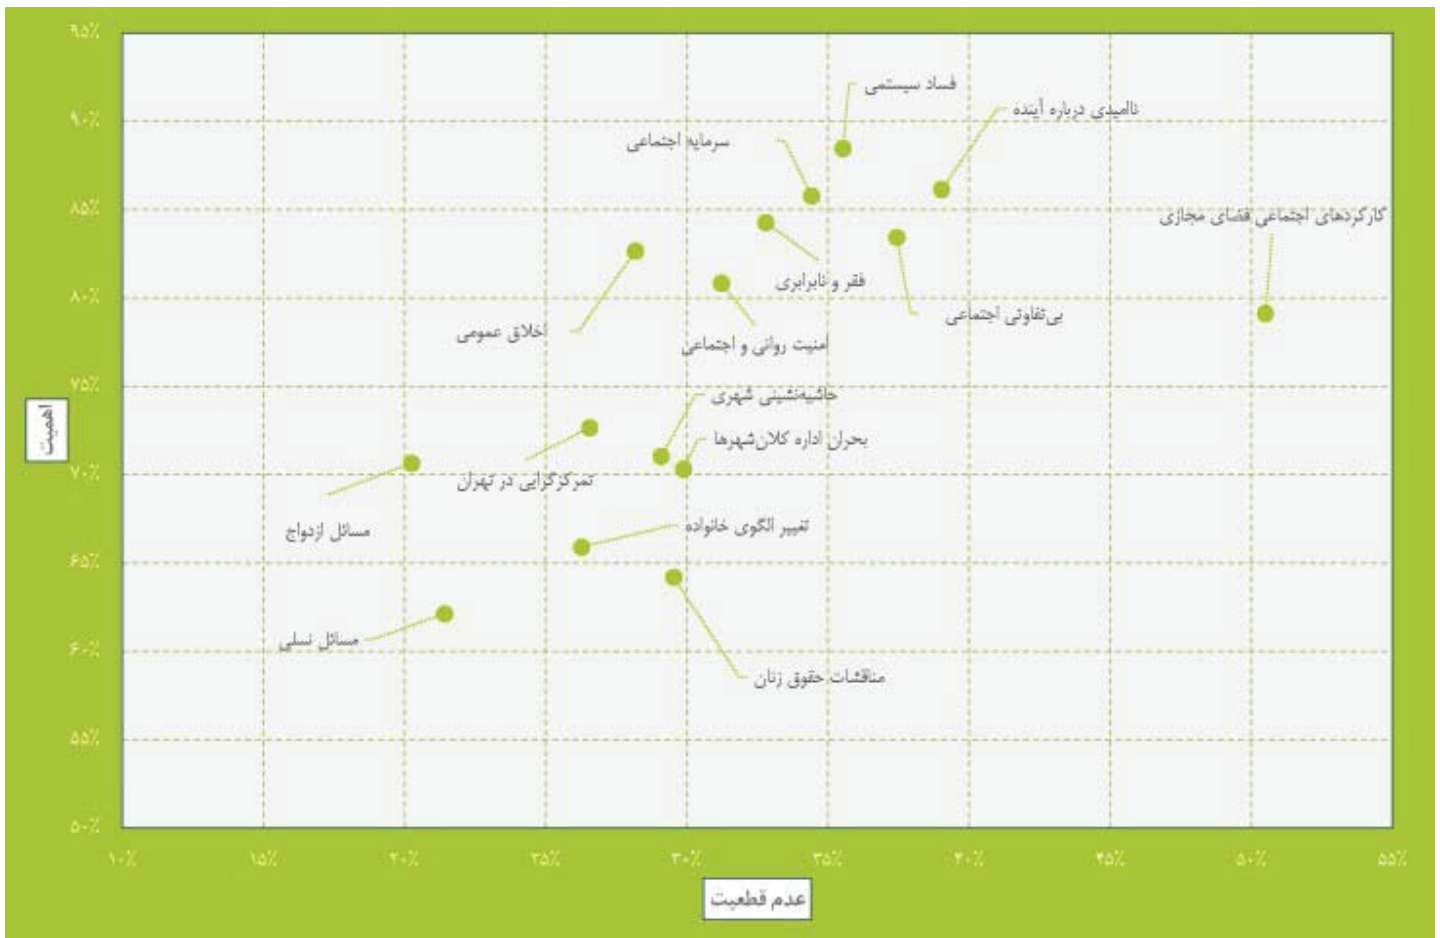 ۹۵٪
فساد سیستمی
ناامیدی درباره آینده
۹۰٪
سرمایه اجتماعی
۸۵٪
کارکردهای اجتماعی فضای مجازی
فقر و نابرابری
۸۰٪
بی‌تفاوتی اجتماعی
اخلاق عمومی
امنیت روانی و اجتماعی
۷۵٪
حاشیه‌نشینی شهری
اهمیت
بحران اداره کلان‌شهرها
۷۰٪
تمرکزگرایی در تهران
مسائل ازدواج
تغییر الگوی خانواده
۶۵٪
مسائل نسلی
۶۰٪
مناقشات حقوق زنان
۵۵٪
۵۰٪
۱۰٪ ۱۵٪ ۲۰٪ ۲۵٪ ۳۰٪ ۳۵٪ ۴۰٪ ۴۵٪ ۵۰٪ ۵۵٪
عدم قطعیت